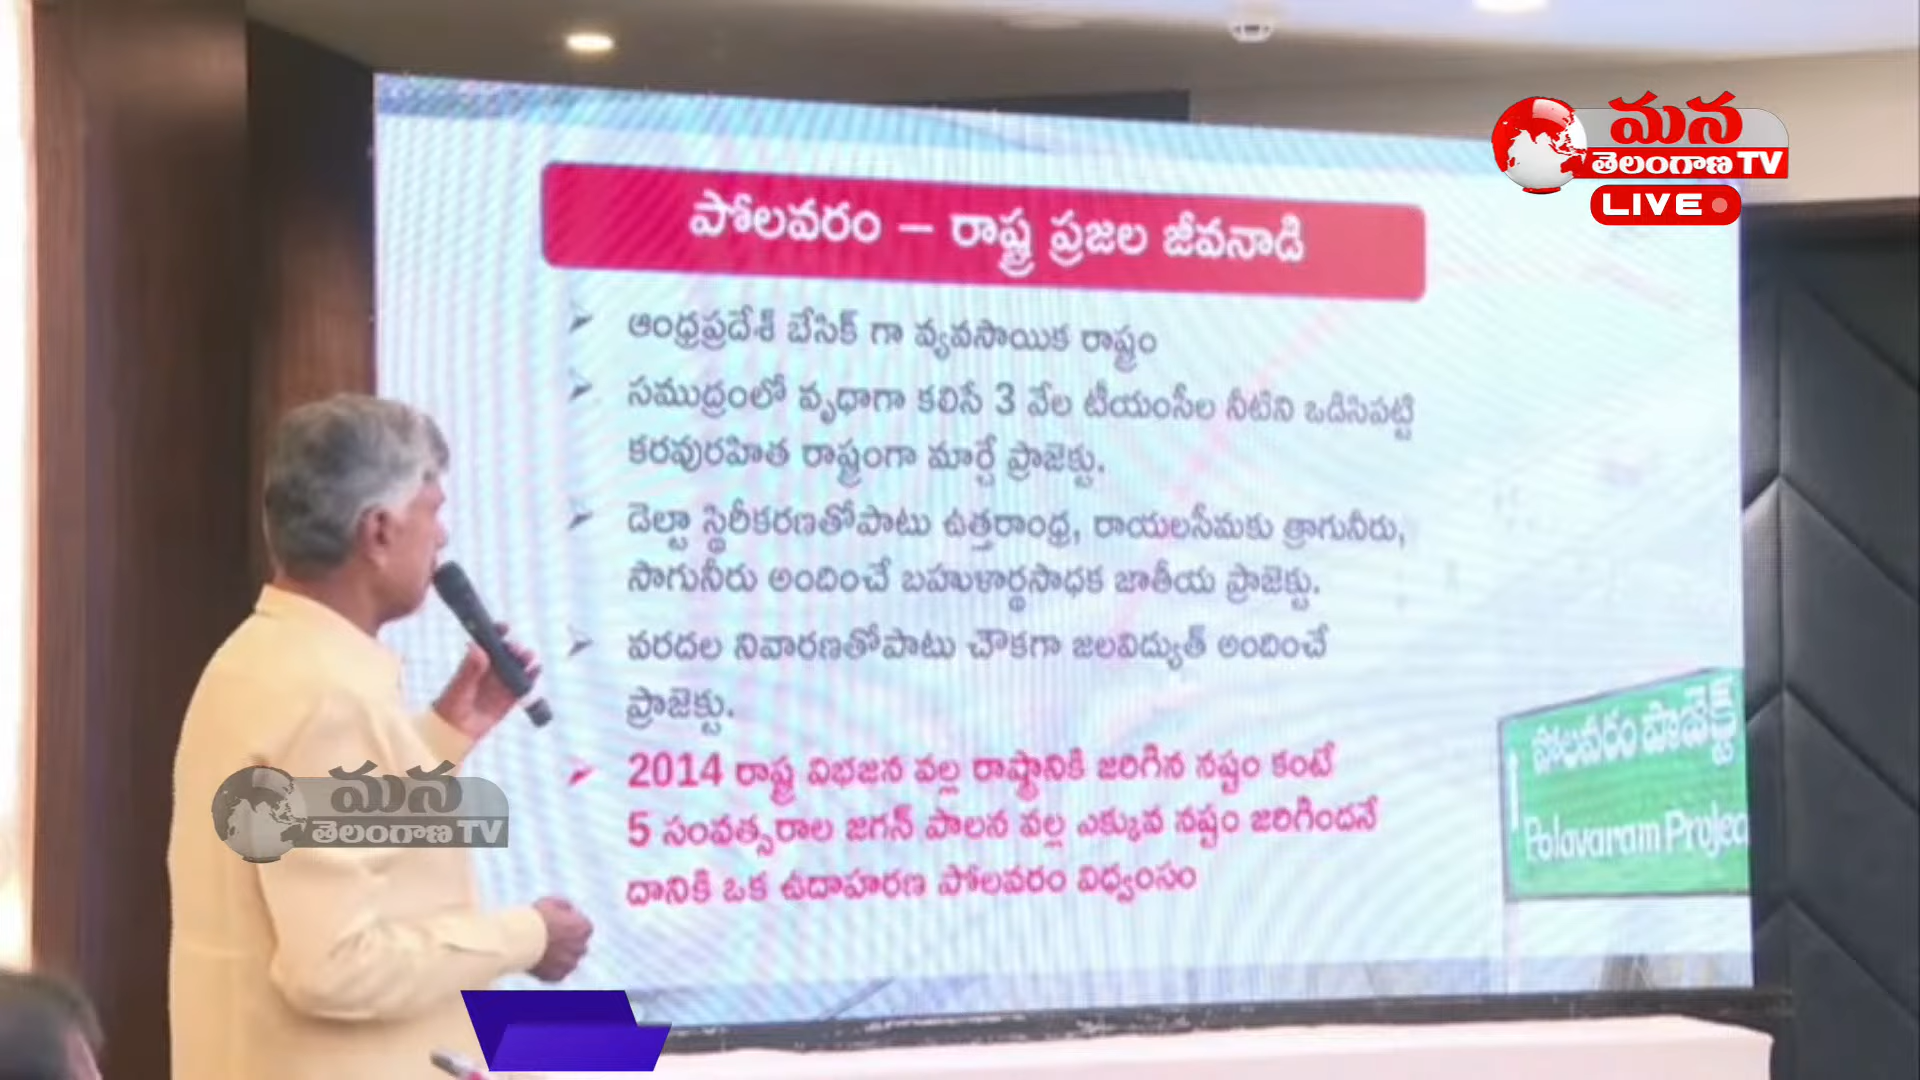 మన
తెలంగాణ TV
LIVE
పోలవరం – రాష్ట్ర ప్రజల జీవనాడి
ఆంధ్రప్రదేశ్ బేసిక్ గా వ్యవసాయిక రాష్ట్రం
సముద్రంలో వృధాగా కలిసే 3 వేల టీయంసీల నీటిని ఒడిసిపట్టి
కరవురహిత రాష్ట్రంగా మార్చే ప్రాజెక్టు.
డెల్టా స్థిరీకరణతోపాటు ఉత్తరాంధ్ర, రాయలసీమకు త్రాగునీరు,
సాగునీరు అందించే బహుళార్థసాధక జాతీయ ప్రాజెక్టు.
వరదల నివారణతోపాటు చౌకగా జలవిద్యుత్ అందించే
ప్రాజెక్టు.
2014 రాష్ట్ర విభజన వల్ల రాష్ట్రానికి జరిగిన నష్టం కంటే
5 సంవత్సరాల జగన్ పాలన వల్ల ఎక్కువ నష్టం జరిగిందనే
దానికి ఒక ఉదాహరణ పోలవరం విధ్వంసం
పోలవరం ప్రాజెక్ట్
Polavaram Projec
మన
తెలంగాణ TV